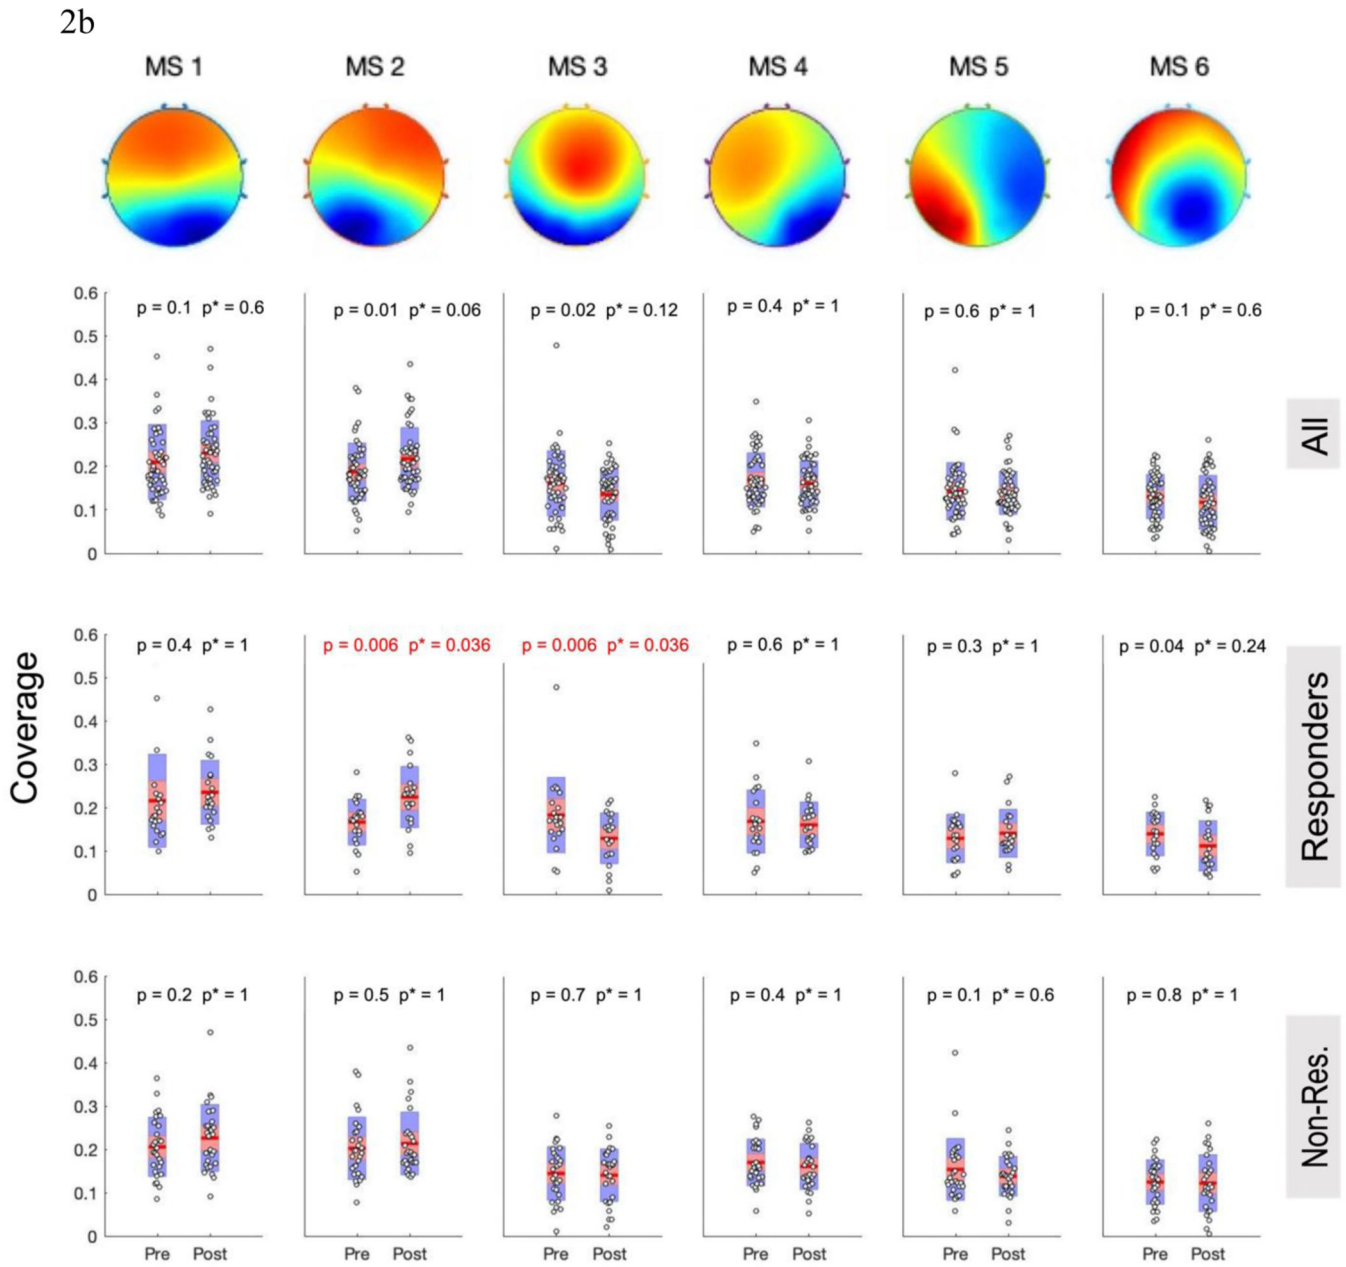 2b
MS 1 MS 2 MS 3 MS 4 MS 5 MS 6
p = 0.1 p* = 0.6 p = 0.01 p* = 0.06 p = 0.02 p* = 0.12 p = 0.4 p* = 1 p = 0.6 p* = 1 p = 0.1 p* = 0.6
0.6
0.5
0.4
0.3
0.2
0.1
0
All
p = 0.4 p* = 1 p = 0.006 p* = 0.036 p = 0.006 p* = 0.036 p = 0.6 p* = 1 p = 0.3 p* = 1 p = 0.04 p* = 0.24
0.6
0.5
0.4
0.3
0.2
0.1
0
Coverage
Responders
p = 0.2 p* = 1 p = 0.5 p* = 1 p = 0.7 p* = 1 p = 0.4 p* = 1 p = 0.1 p* = 0.6 p = 0.8 p* = 1
0.6
0.5
0.4
0.3
0.2
0.1
0
Non-Res.
Pre Post Pre Post Pre Post Pre Post Pre Post Pre Post